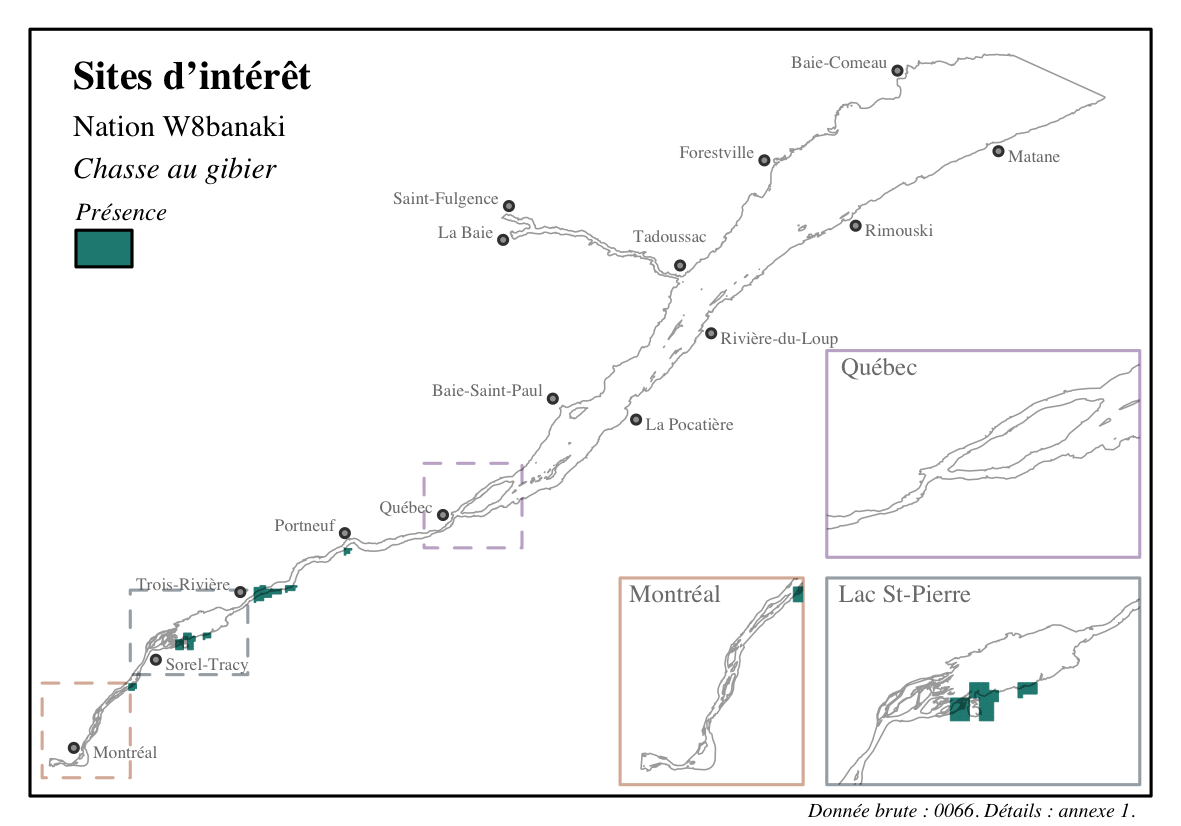 Sites d’intérêt
Nation W8banaki
Chasse au gibier
Présence
Baie-Comeau
Forestville
Matane
Saint-Fulgence
La Baie
Tadoussac
Rimouski
Rivière-du-Loup
Baie-Saint-Paul
La Pocatière
Québec
Portneuf
Trois-Rivière
Sorel-Tracy
Montréal
Québec
Montréal
Lac St-Pierre
Donnée brute : 0066. Détails : annexe 1.